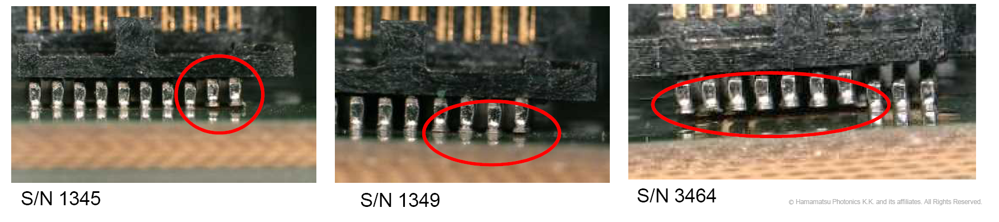 S/N 1345
S/N 1349
S/N 3464
© Hamamatsu Photonics K.K. and its affiliates. All Rights Reserved.